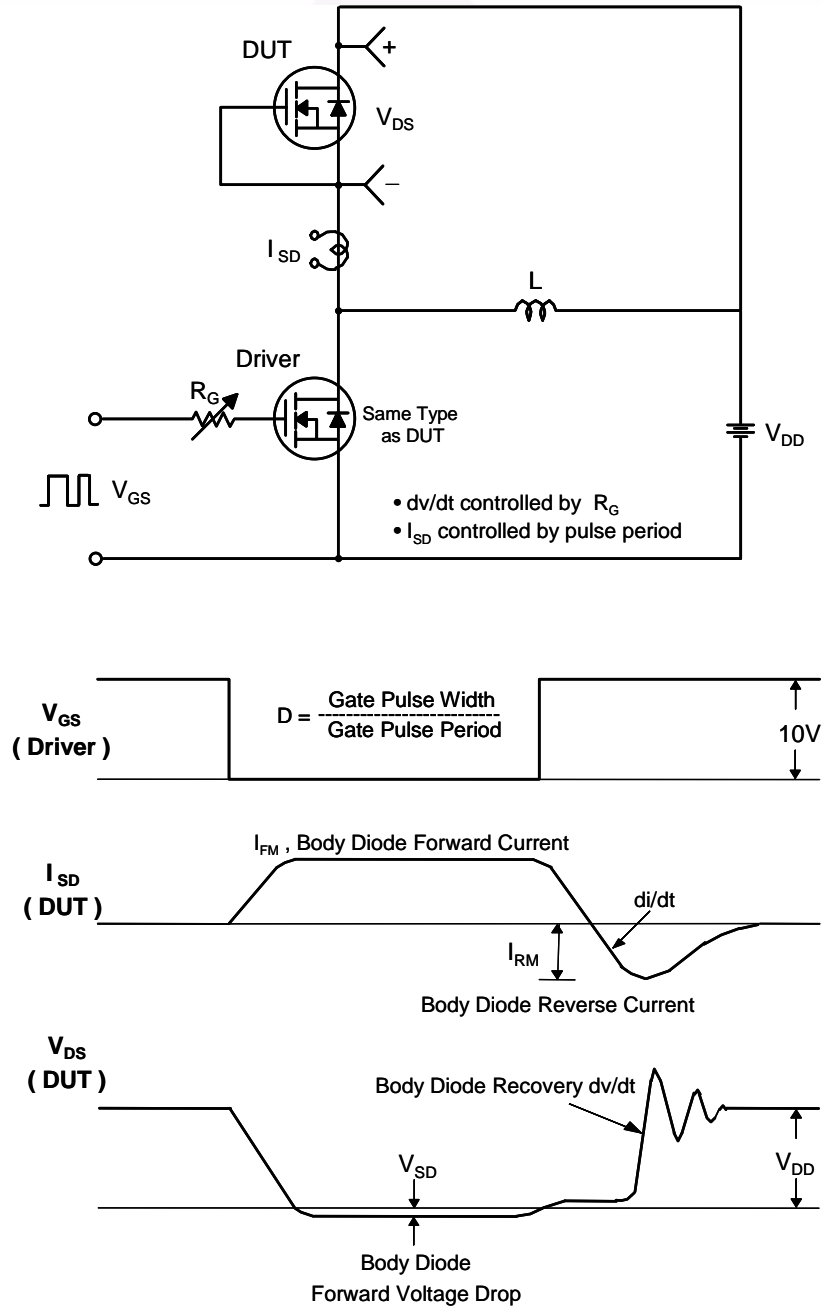 DUT
+
V_DS
−
I_SD
L
Driver
R_G
Same Type
as DUT
V_DD
V_GS
• dv/dt controlled by R_G
• I_SD controlled by pulse period
V_GS
( Driver )
D = Gate Pulse Width
Gate Pulse Period
10V
I_FM , Body Diode Forward Current
I_SD
( DUT )
di/dt
I_RM
Body Diode Reverse Current
V_DS
( DUT )
Body Diode Recovery dv/dt
V_SD
V_DD
Body Diode
Forward Voltage Drop